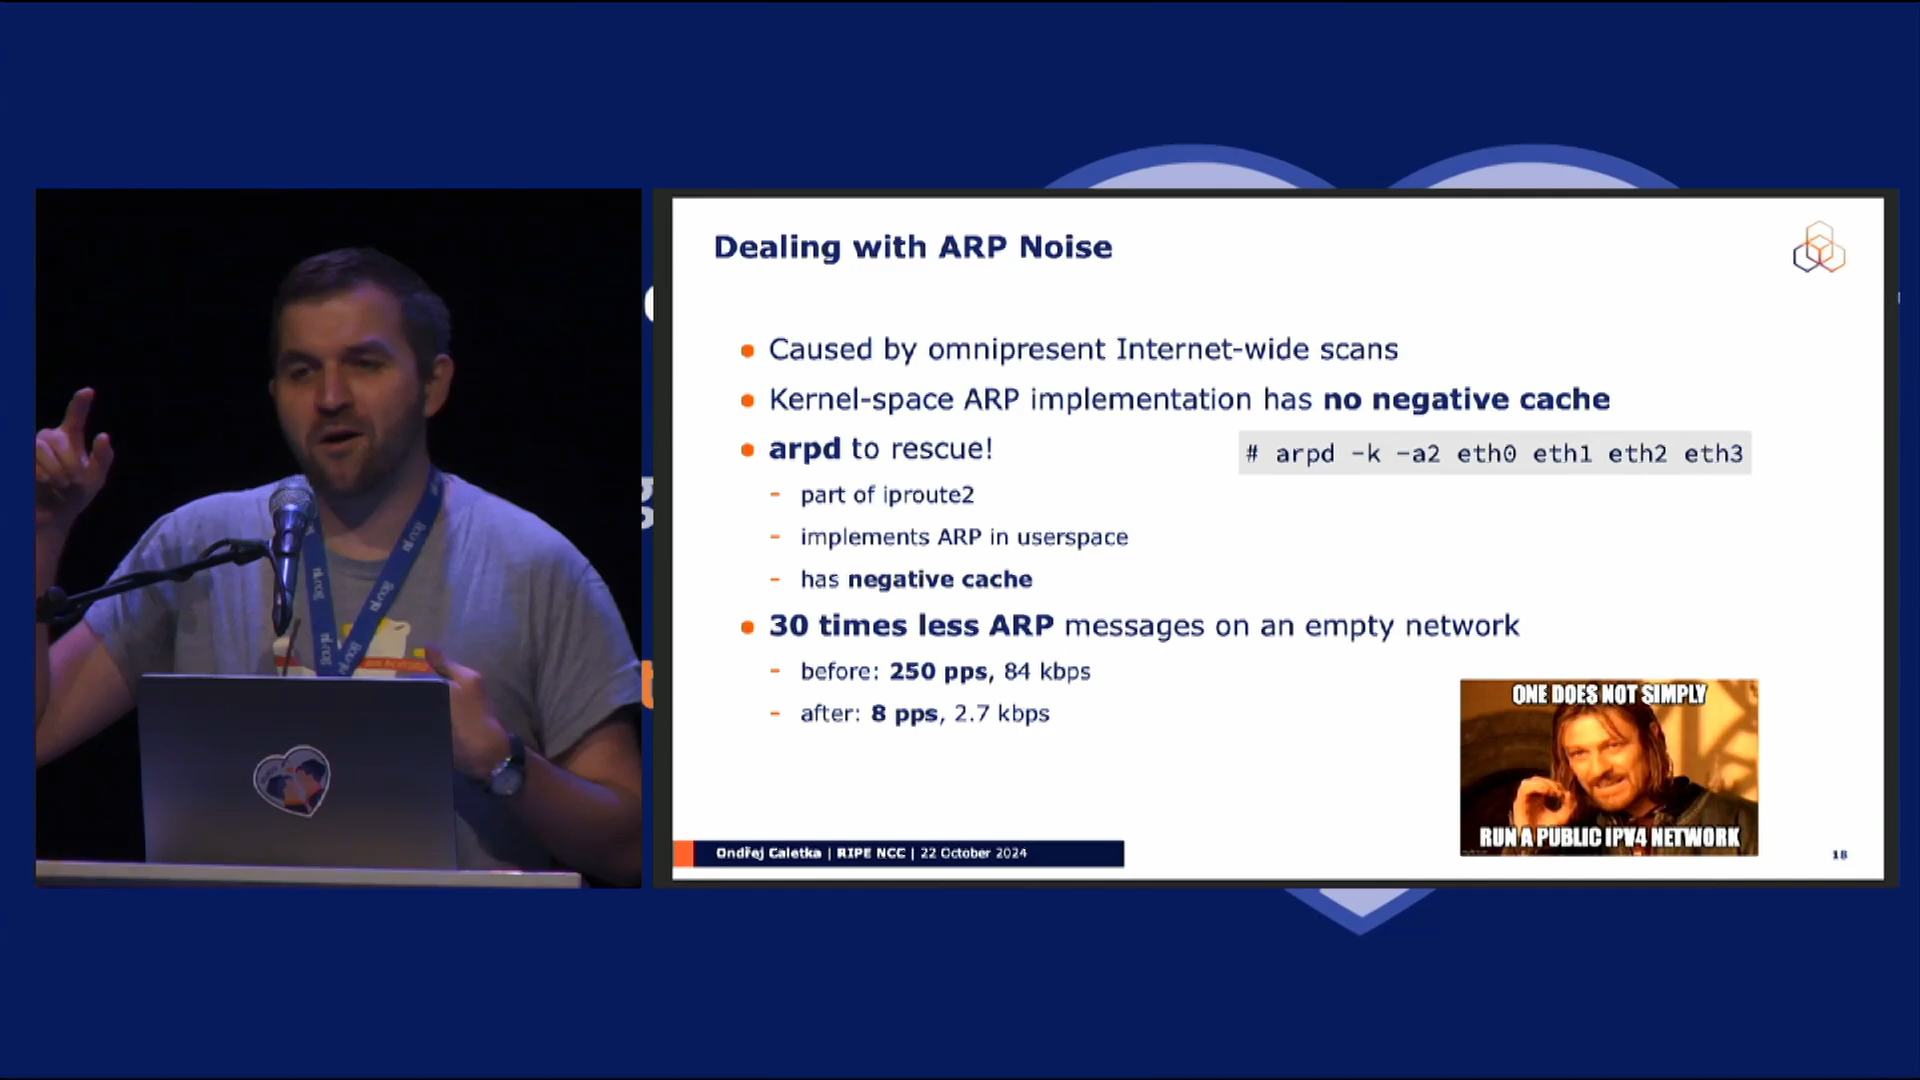 Dealing with ARP Noise
Caused by omnipresent Internet-wide scans
Kernel-space ARP implementation has no negative cache
arpd to rescue!
# arpd -k -a2 eth0 eth1 eth2 eth3
- part of iproute2
- implements ARP in userspace
- has negative cache
30 times less ARP messages on an empty network
- before: 250 pps, 84 kbps
- after: 8 pps, 2.7 kbps
ONE DOES NOT SIMPLY
RUN A PUBLIC IPV4 NETWORK
Ondřej Caletka | RIPE NCC | 22 October 2024
18